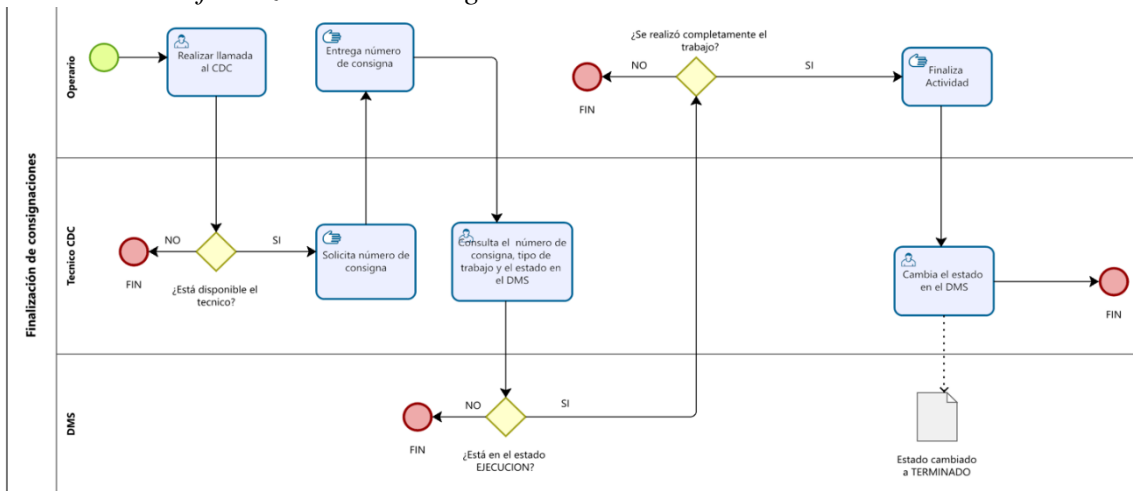 Finalización de consignaciones
Operario
Realizar llamada
al CDC
Entrega número
de consigna
¿Se realizó completamente el
trabajo?
NO
SI
FIN
Finaliza
Actividad
Tecnico CDC
NO
SI
FIN
¿Está disponible el
tecnico?
Solicita número de
consigna
Consulta el número de
consigna, tipo de
trabajo y el estado en
el DMS
Cambia el estado
en el DMS
FIN
DMS
NO
SI
FIN
¿Está en el estado
EJECUCION?
Estado cambiado
a TERMINADO